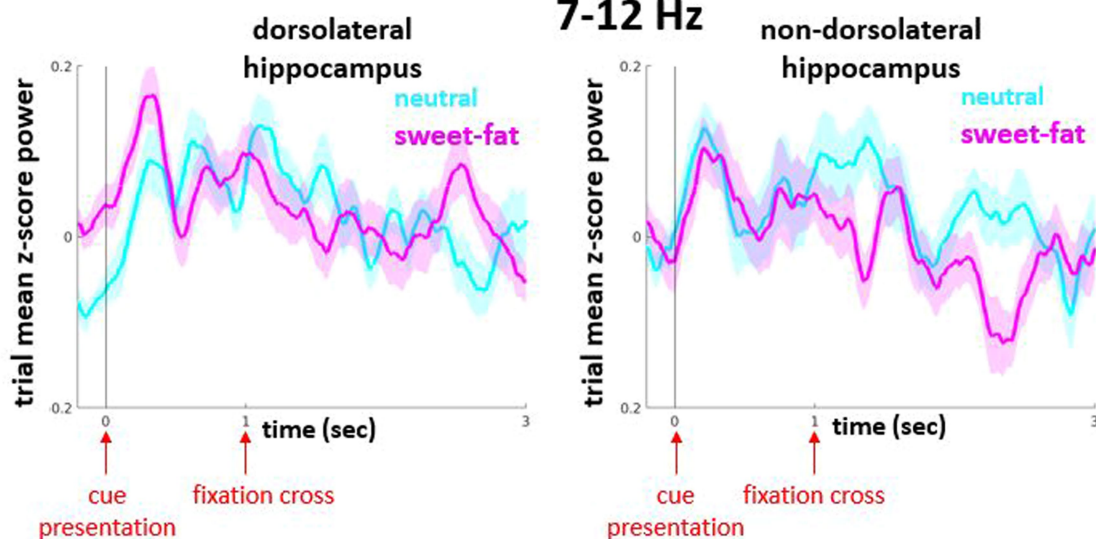 7-12 Hz
dorsolateral
hippocampus
neutral
sweet-fat
trial mean z-score power
0.2
0
0.2
0
1
3
time (sec)
cue
presentation
fixation cross
non-dorsolateral
hippocampus
neutral
sweet-fat
trial mean z-score power
0.2
0
0.2
0
1
3
time (sec)
cue
presentation
fixation cross